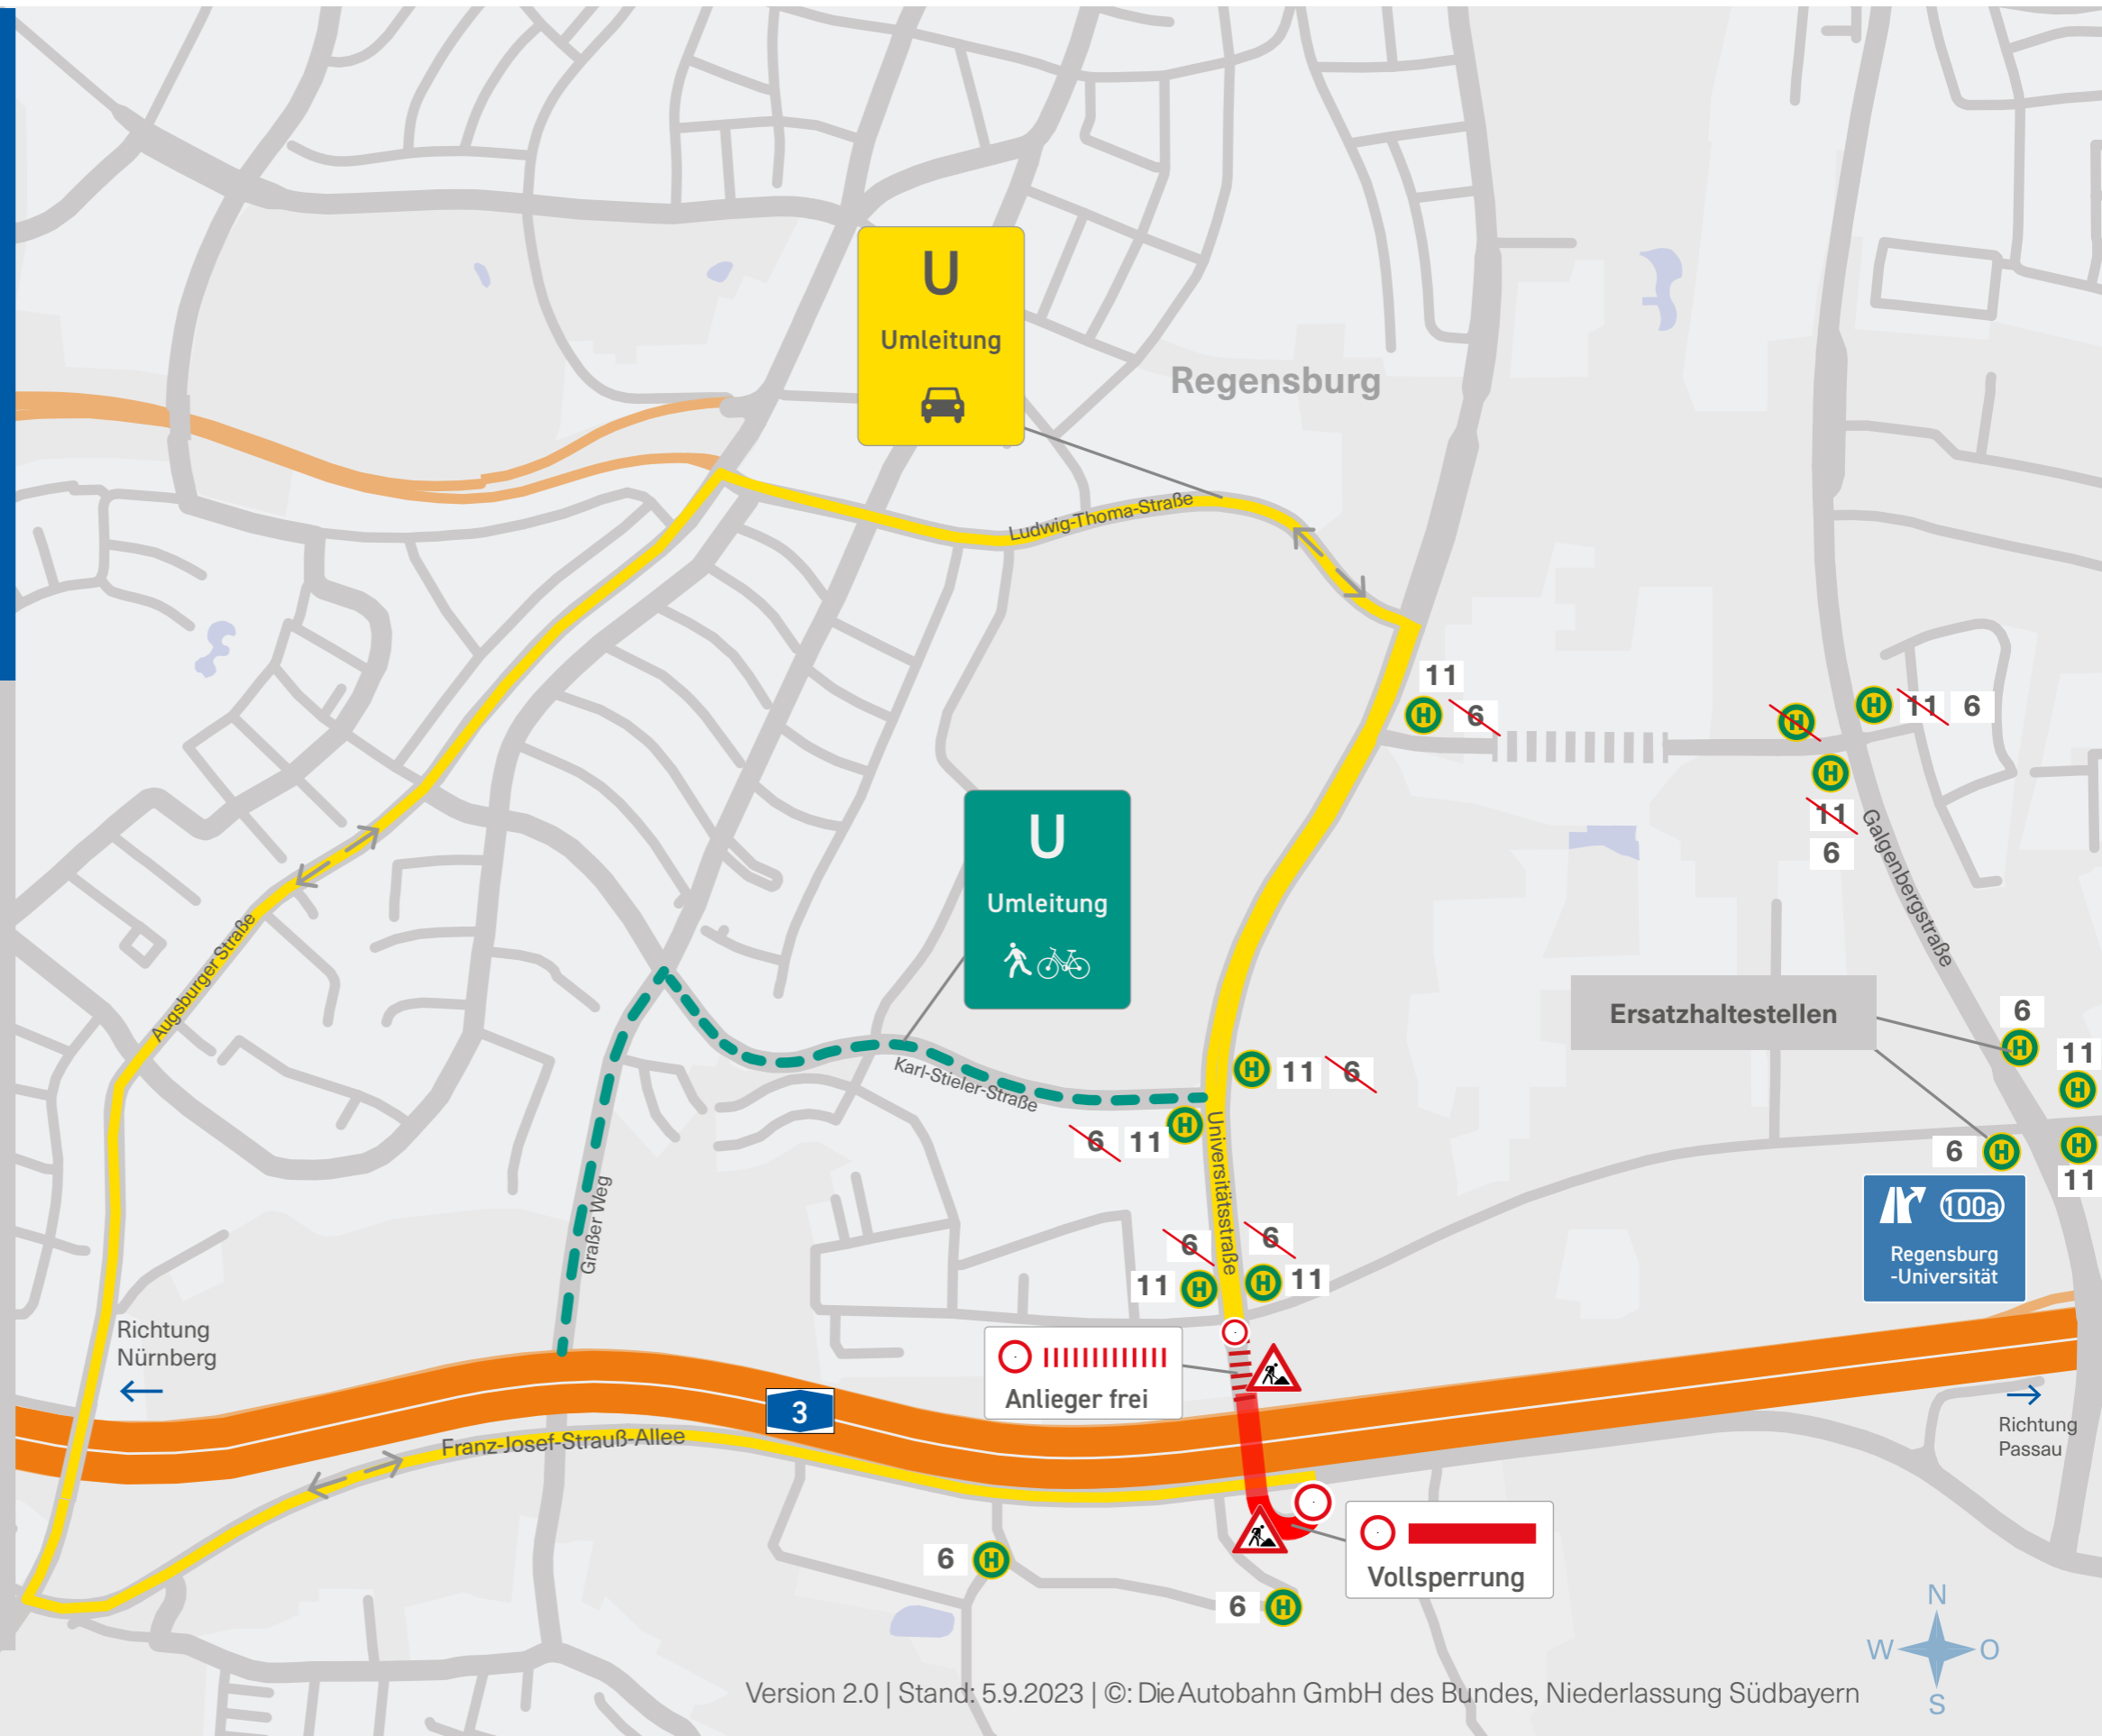 U
Umleitung
Regensburg
Ludwig-Thoma-Straße
11
H
6
H
H
11
6
H
11
6
Galgenbergstraße
U
Umleitung
Augsburger Straße
Ersatzhaltestellen
6
H
11
H
Karl-Stieler-Straße
H
11
6
6
11
H
Universitätsstraße
6
H
H
11
Graßer Weg
100a
Regensburg
-Universität
6
6
11
H
H
11
Richtung
Nürnberg
Anlieger frei
3
Franz-Josef-Strauß-Allee
Richtung
Passau
Vollsperrung
6
H
6
H
N
W
O
S
Version 2.0 | Stand: 5.9.2023 | ©: Die Autobahn GmbH des Bundes, Niederlassung Südbayern